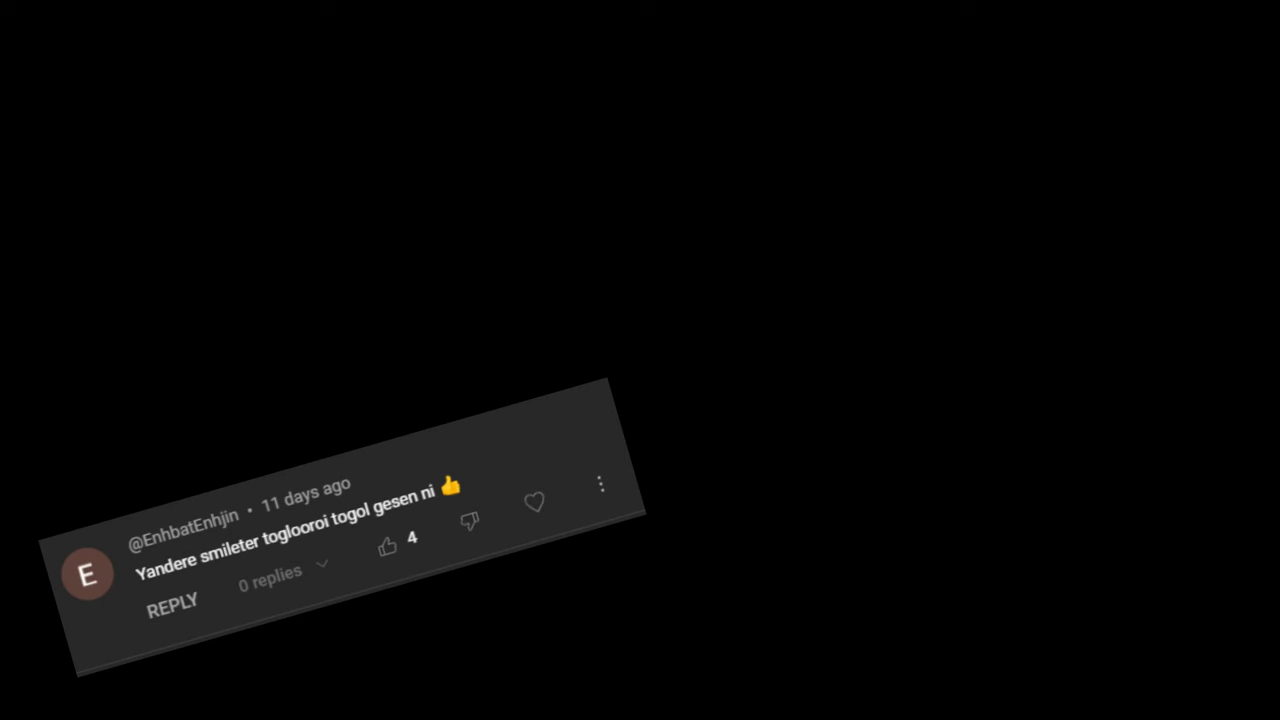 @EnhbatEnhjin • 11 days ago
Yandere smileter toglooroi togol gesen ni 👍
REPLY 0 replies 4
E